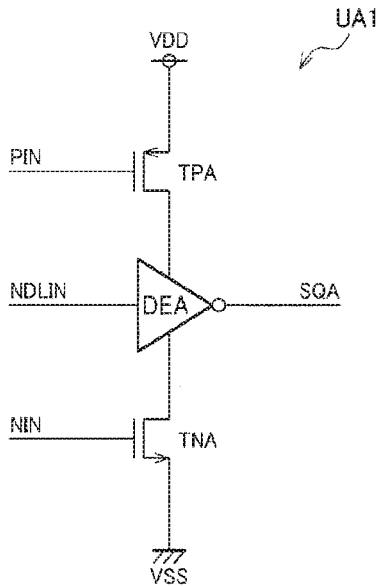 UA1
VDD
PIN
TPA
NDLIN
DEA
SQA
NIN
TNA
VSS